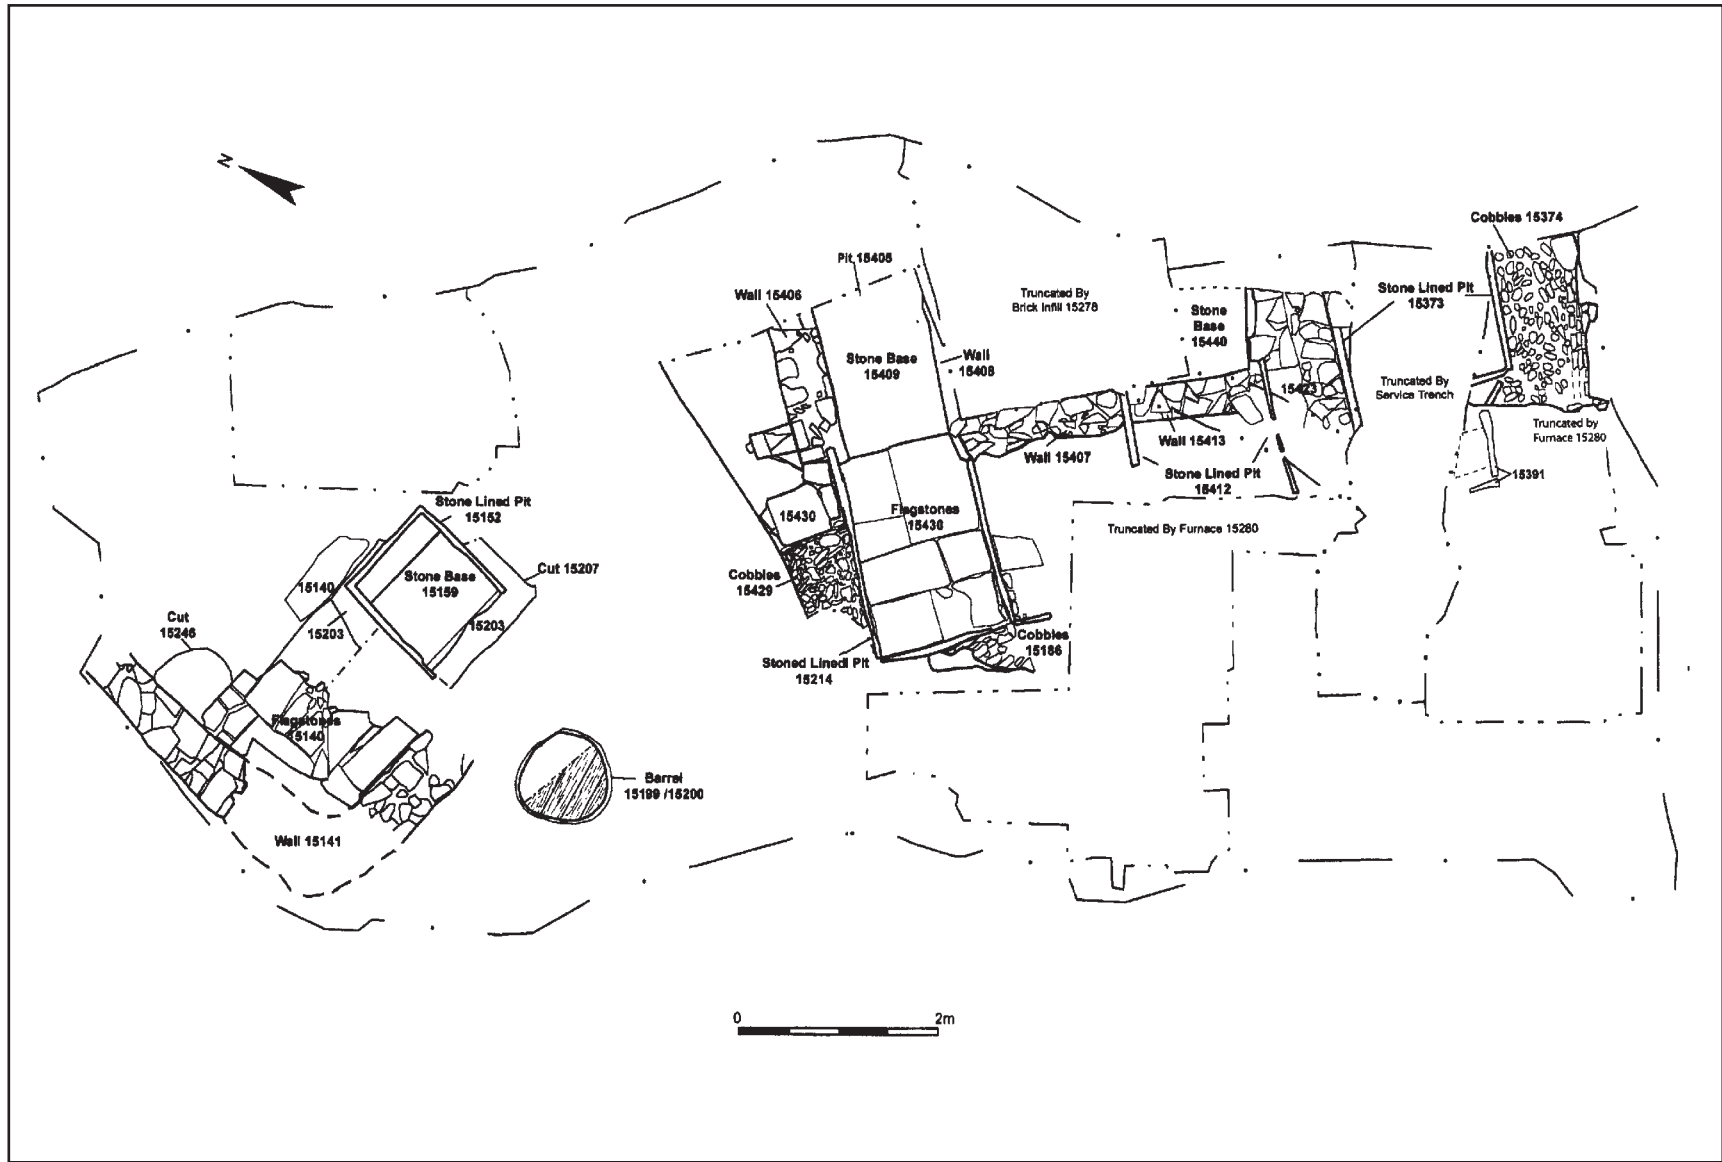 N
Cobbles 15374
Pit 15405
Wall 15406
Truncated By
Brick Infill 15278
Stone Lined Pit
15373
Stone
Base
15440
Stone Base
15409
Wall
15408
15423
Truncated By
Service Trench
Truncated by
Furnace 15280
Wall 15413
Wall 15407
Stone Lined Pit
15412
15391
Stone Lined Pit
15152
15430
Flagstones
15430
Truncated By Furnace 15280
Cut 15207
Stone Base
15159
15140
Cobbles
15429
Cut
15246
15203
15203
Cobbles
15186
Stoned Lined Pit
15214
Flagstones
15140
Barrel
15199 /15200
Wall 15141
0
2m